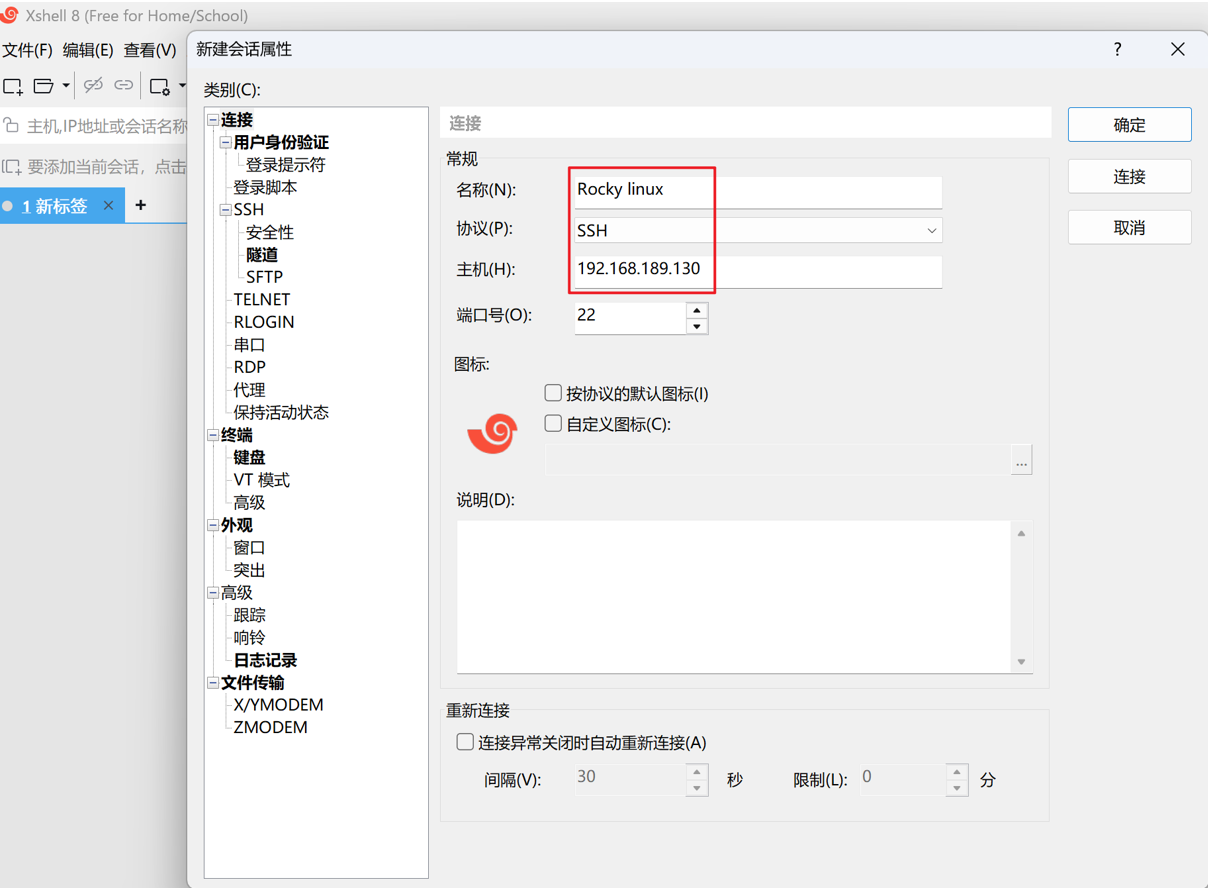 Xshell 8 (Free for Home/School)
文件(F) 编辑(E) 查看(V)
主机,IP地址或会话名称
要添加当前会话，点击
1 新标签 × +
新建会话属性
?
类别(C):
连接
用户身份验证
登录提示符
登录脚本
SSH
安全性
隧道
SFTP
TELNET
RLOGIN
串口
RDP
代理
保持活动状态
终端
键盘
VT 模式
高级
外观
窗口
突出
高级
跟踪
响铃
日志记录
文件传输
X/YMODEM
ZMODEM
连接
常规
名称(N): Rocky linux
协议(P): SSH
主机(H): 192.168.189.130
端口号(O): 22
图标:
按协议的默认图标(I)
自定义图标(C):
...
说明(D):
重新连接
连接异常关闭时自动重新连接(A)
间隔(V): 30 秒 限制(L): 0 分
确定
连接
取消